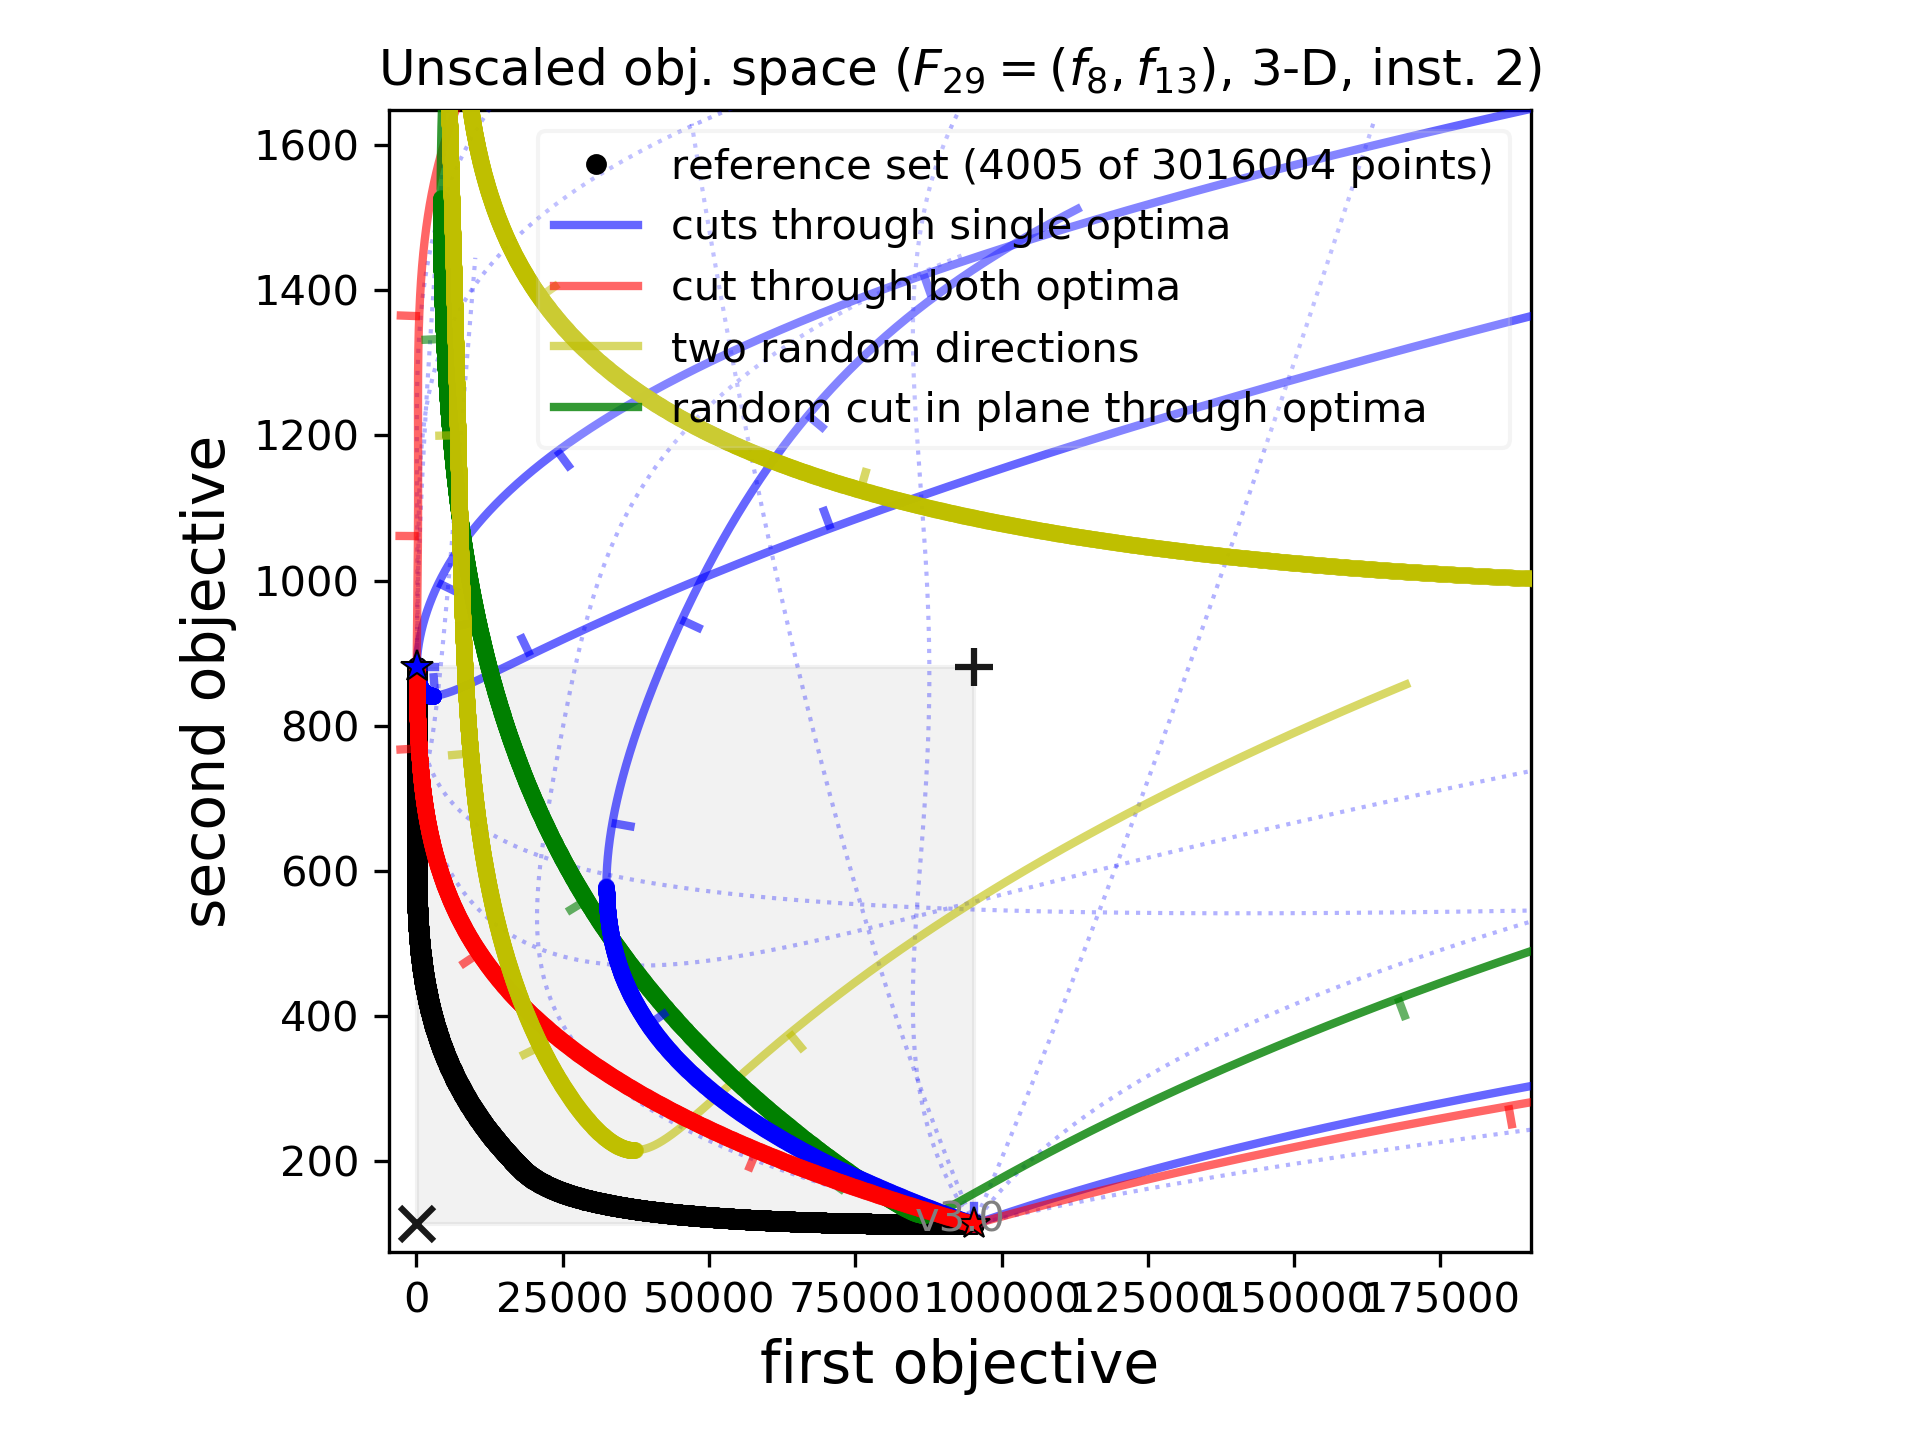 Unscaled obj. space (F₂₉ = (f₈, f₁₃), 3-D, inst. 2)
1600
1400
1200
1000
800
600
400
200
second objective
reference set (4005 of 3016004 points)
cuts through single optima
cut through both optima
two random directions
random cut in plane through optima
v3.0
0 25000 50000 75000 100000 125000 150000 175000
first objective